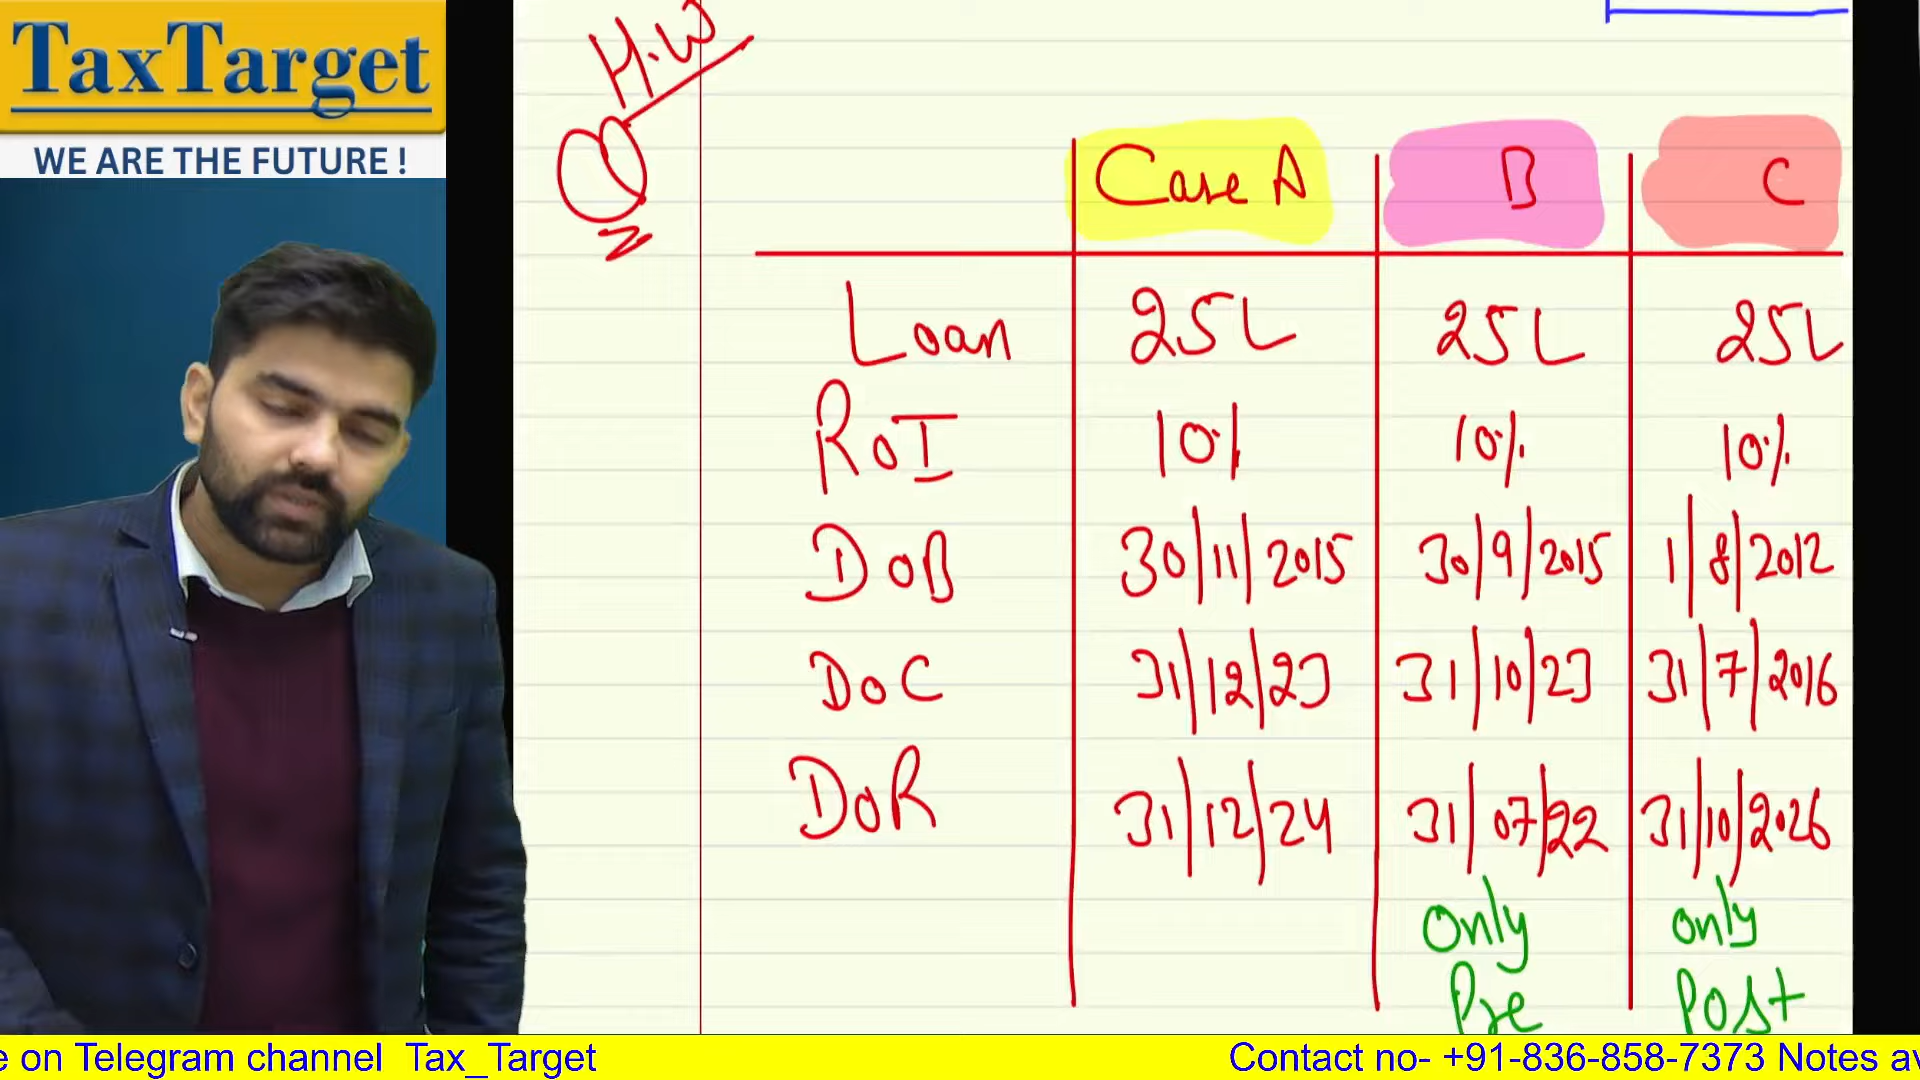 TaxTarget
WE ARE THE FUTURE !
H.W
Q
Case A B C
Loan 25L 25L 25L
RoI 10% 10% 10%
DoB 30/11/2015 30/9/2015 1/8/2012
DoC 31/12/23 31/10/23 31/7/2016
DoR 31/12/24 31/07/22 31/10/2026
only only
Pre Post
e on Telegram channel Tax_Target Contact no- +91-836-858-7373 Notes av